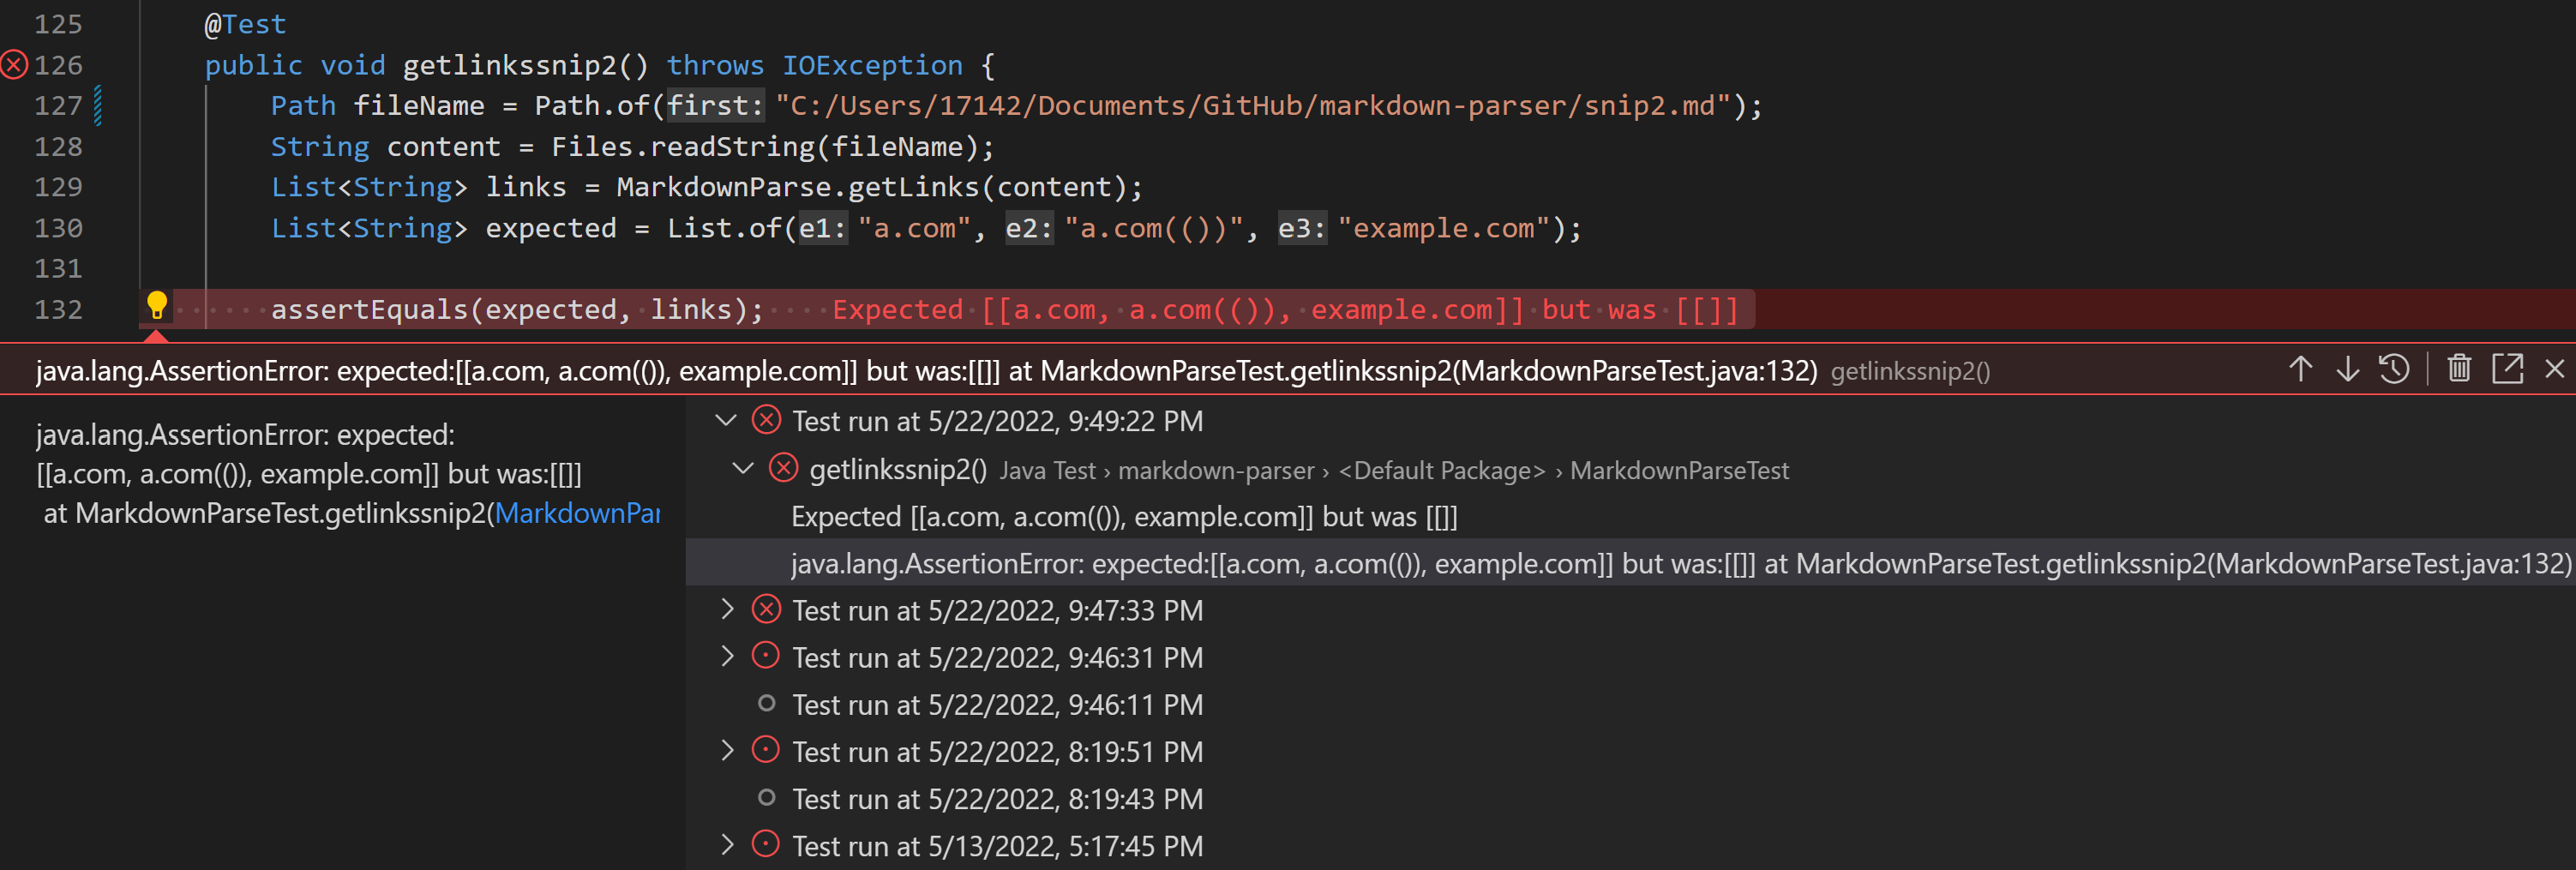 125 @Test
126 public void getlinkssnip2() throws IOException {
127 Path fileName = Path.of(first: "C:/Users/17142/Documents/GitHub/markdown-parser/snip2.md");
128 String content = Files.readString(fileName);
129 List<String> links = MarkdownParse.getLinks(content);
130 List<String> expected = List.of(e1: "a.com", e2: "a.com(())", e3: "example.com");
131
132 assertEquals(expected, links); Expected [[a.com, a.com(()), example.com]] but was [[]]
java.lang.AssertionError: expected:[[a.com, a.com(()), example.com]] but was:[[]] at MarkdownParseTest.getlinkssnip2(MarkdownParseTest.java:132) getlinkssnip2()
java.lang.AssertionError: expected:
[[a.com, a.com(()), example.com]] but was:[[]]
at MarkdownParseTest.getlinkssnip2(MarkdownPar
Test run at 5/22/2022, 9:49:22 PM
getlinkssnip2() Java Test › markdown-parser › <Default Package> › MarkdownParseTest
Expected [[a.com, a.com(()), example.com]] but was [[]]
java.lang.AssertionError: expected:[[a.com, a.com(()), example.com]] but was:[[]] at MarkdownParseTest.getlinkssnip2(MarkdownParseTest.java:132)
Test run at 5/22/2022, 9:47:33 PM
Test run at 5/22/2022, 9:46:31 PM
Test run at 5/22/2022, 9:46:11 PM
Test run at 5/22/2022, 8:19:51 PM
Test run at 5/22/2022, 8:19:43 PM
Test run at 5/13/2022, 5:17:45 PM